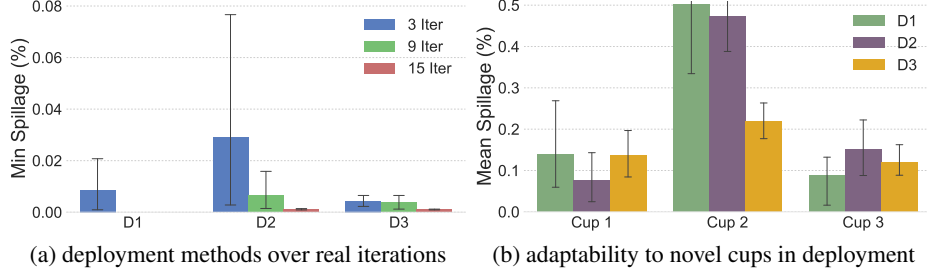 Min Spillage (%)
0.08
0.06
0.04
0.02
0.00
3 Iter
9 Iter
15 Iter
D1 D2 D3
(a) deployment methods over real iterations
Mean Spillage (%)
0.5
0.4
0.3
0.2
0.1
0.0
D1
D2
D3
Cup 1 Cup 2 Cup 3
(b) adaptability to novel cups in deployment